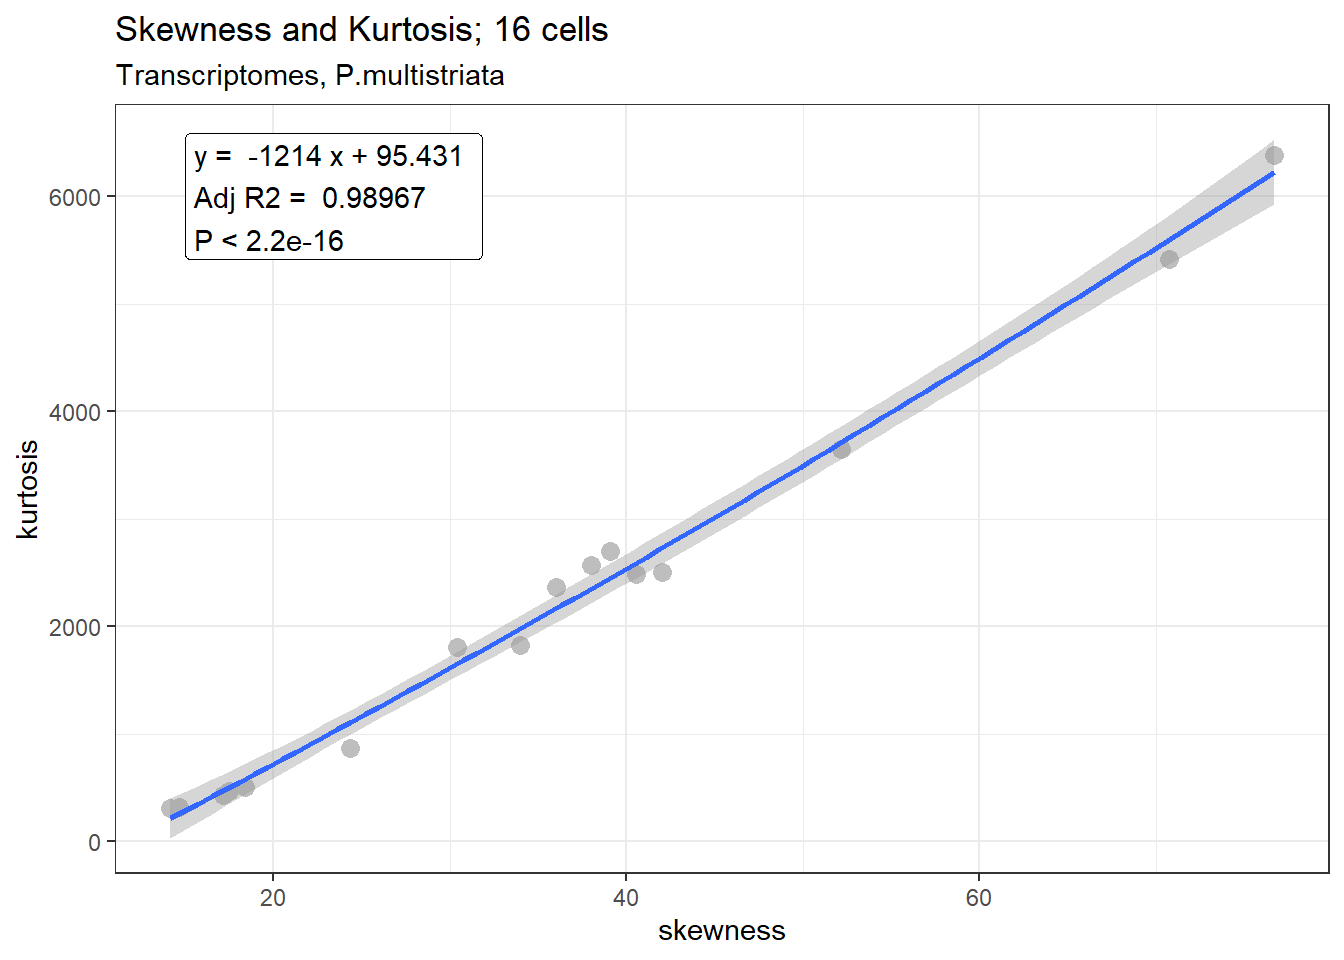 Skewness and Kurtosis; 16 cells
Transcriptomes, P.multistriata
y =  -1214 x + 95.431
Adj R2 =  0.98967
P < 2.2e-16
6000
4000
2000
0
kurtosis
20 40 60
skewness